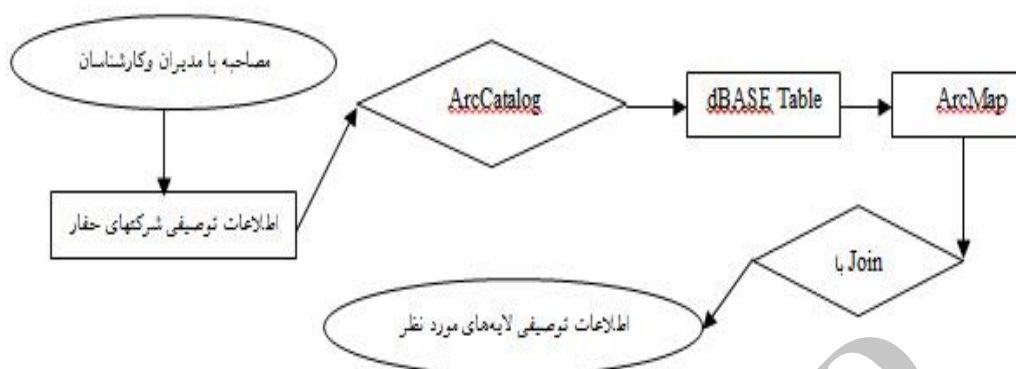 مصاحبه با مدیران وکارشناسان
اطلاعات توصیفی شرکتهای حفار
ArcCatalog
dBASE Table
ArcMap
Join با
اطلاعات توصیفی لایه‌های مورد نظر